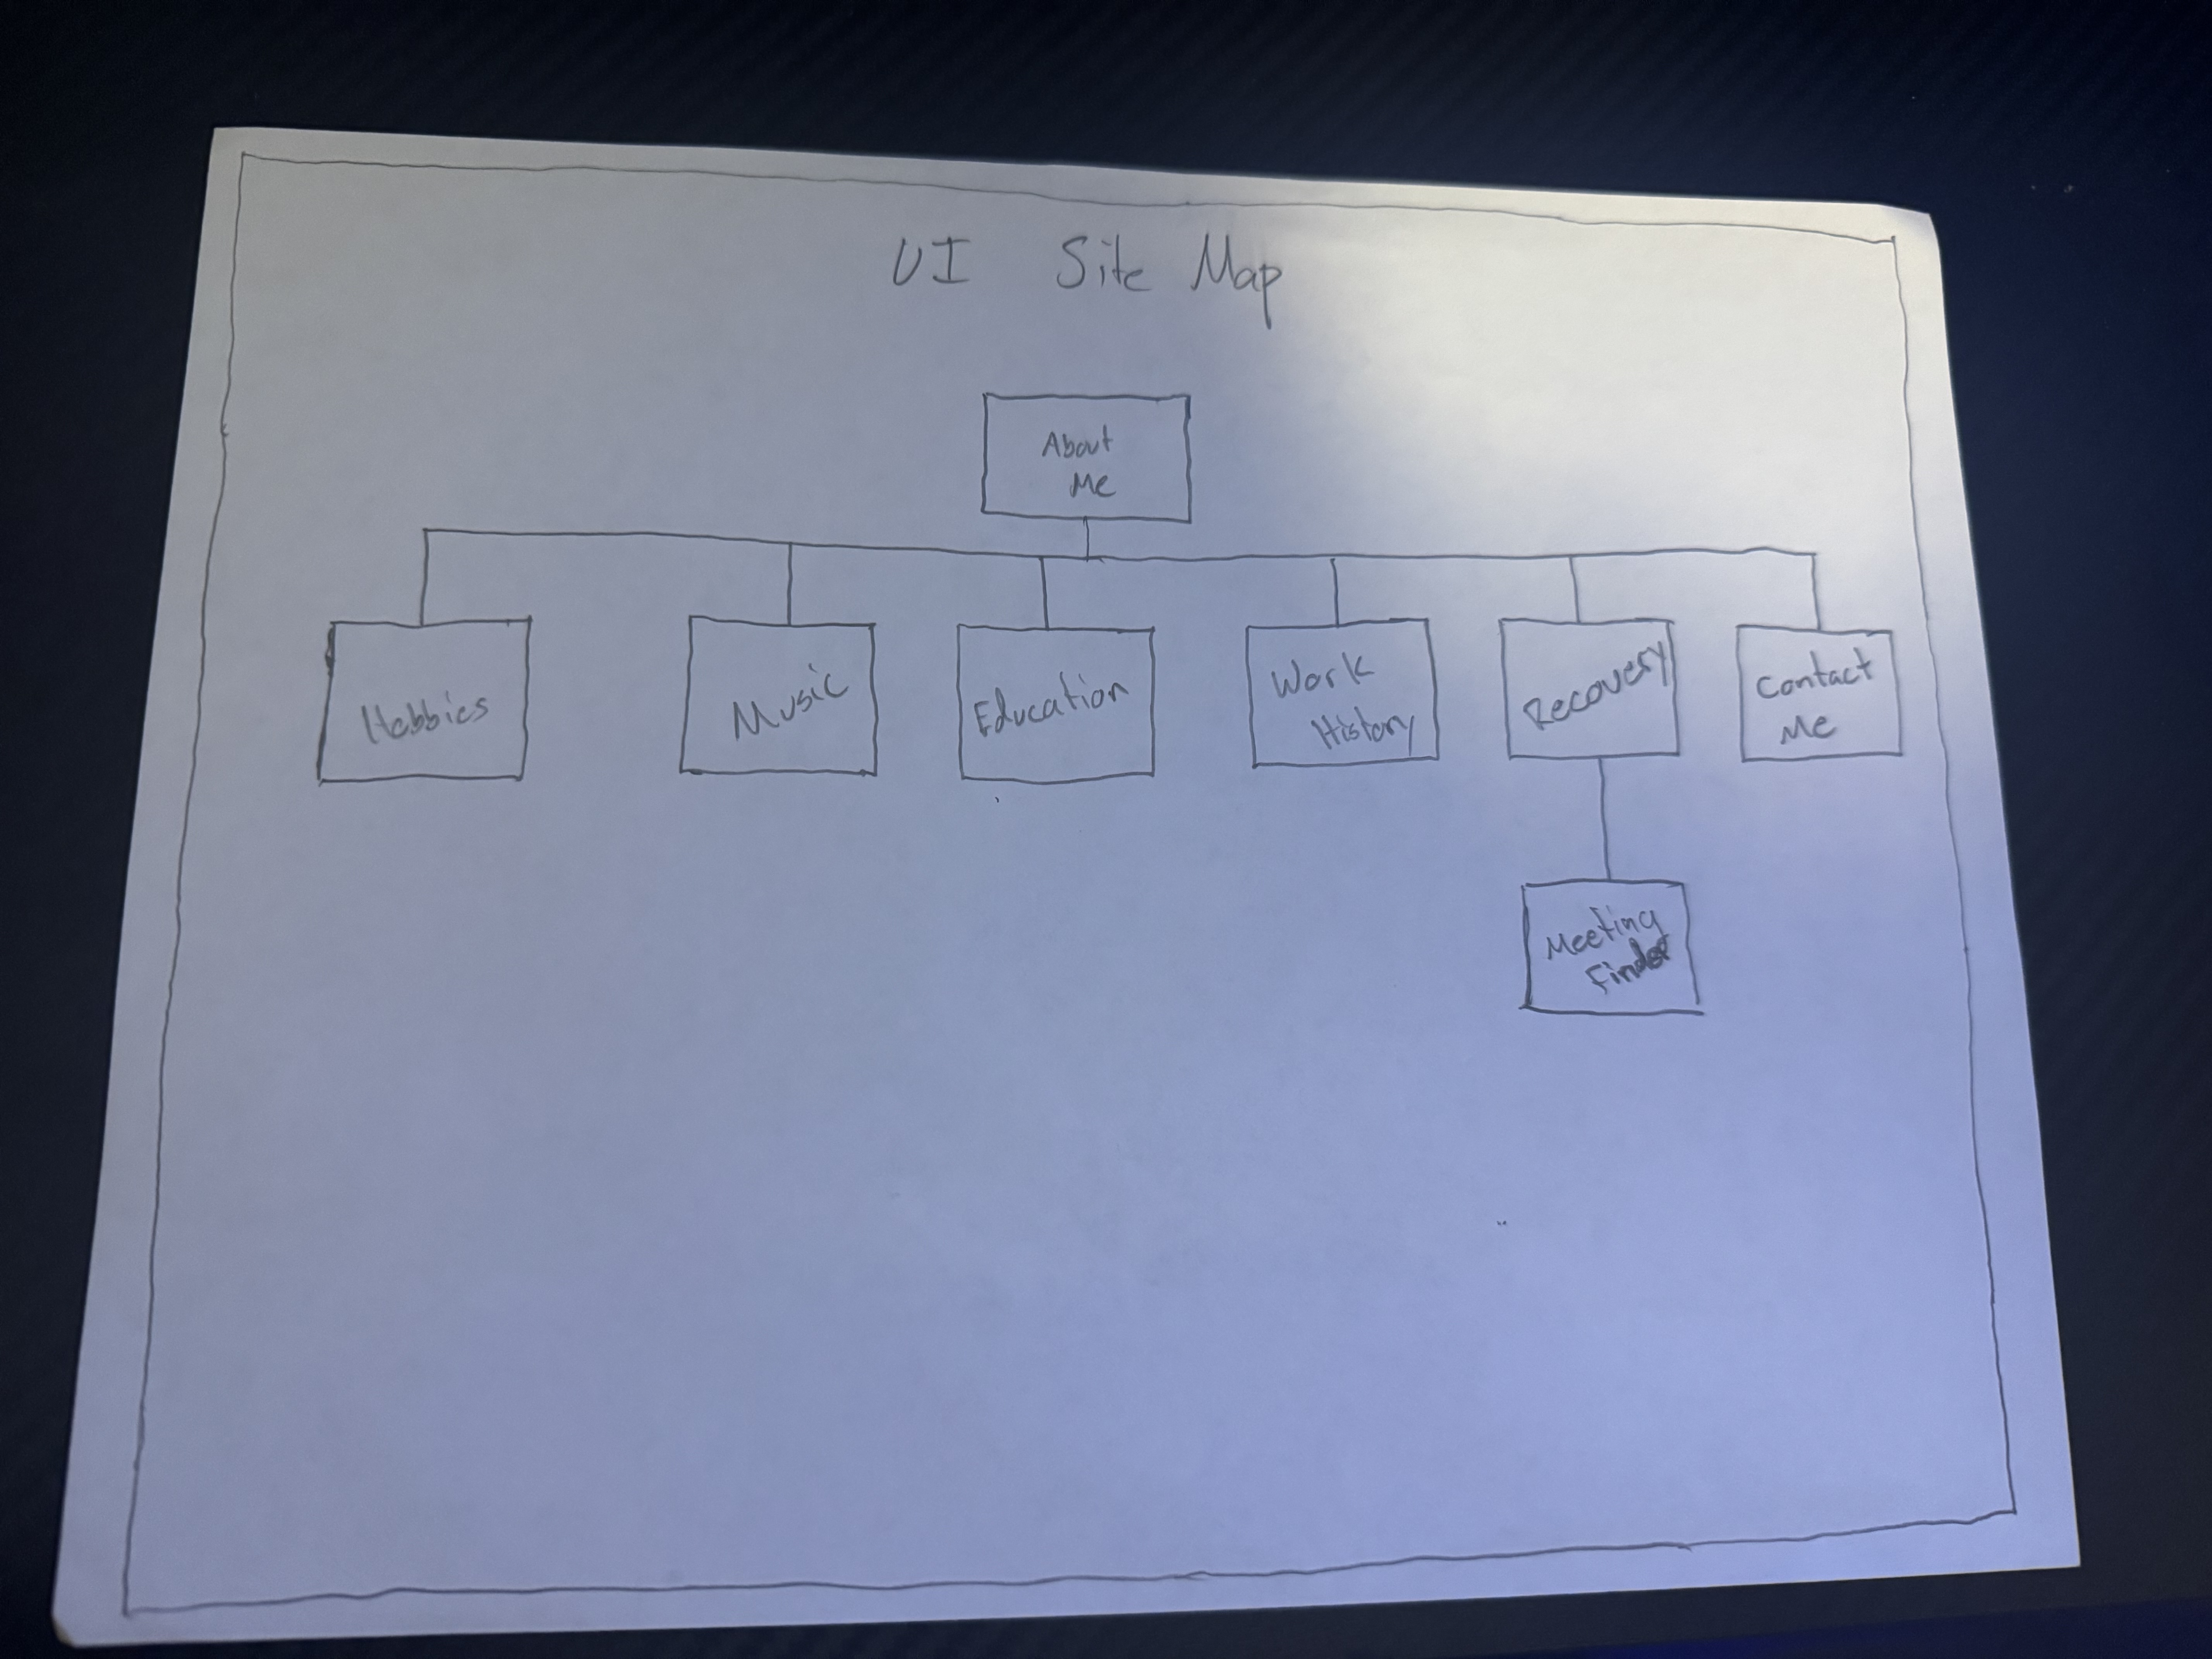 UI Site Map
About
Me
Hobbies
Music
Education
Work
History
Recovery
Contact
Me
Meeting
Finder